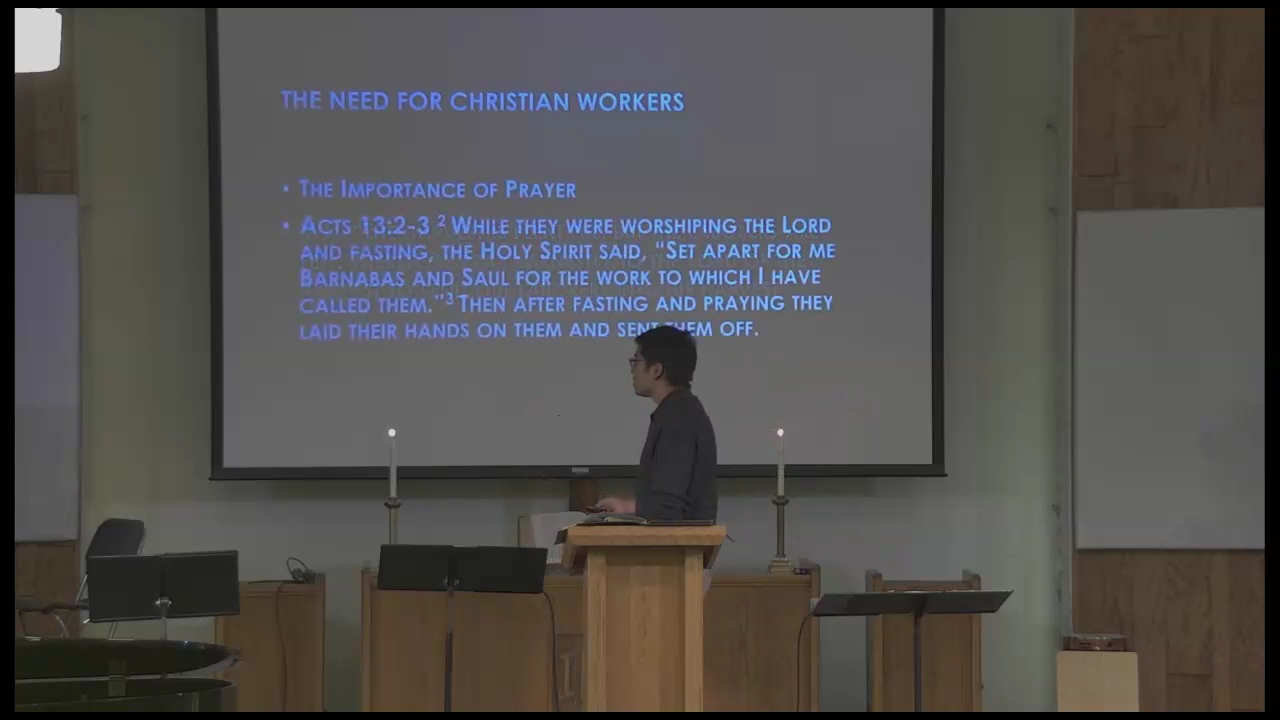 THE NEED FOR CHRISTIAN WORKERS
▪ THE IMPORTANCE OF PRAYER
▪ ACTS 13:2-3 ² WHILE THEY WERE WORSHIPING THE LORD
AND FASTING, THE HOLY SPIRIT SAID, “SET APART FOR ME
BARNABAS AND SAUL FOR THE WORK TO WHICH I HAVE
CALLED THEM.”³ THEN AFTER FASTING AND PRAYING THEY
LAID THEIR HANDS ON THEM AND SENT THEM OFF.